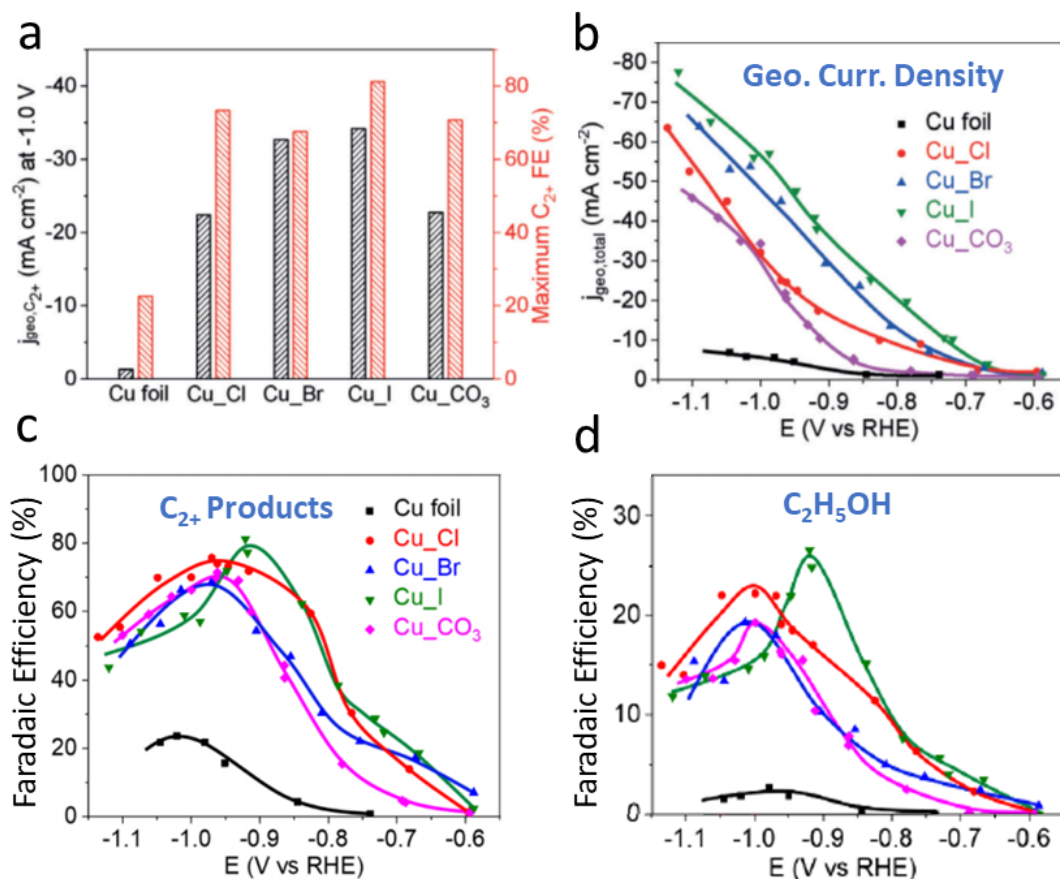 a
j_geo,C₂₊ (mA cm⁻²) at -1.0 V
-40
-30
-20
-10
0
80
60
40
20
0
Maximum C₂₊ FE (%)
Cu foil Cu_Cl Cu_Br Cu_I Cu_CO₃
b
Geo. Curr. Density
Cu foil
Cu_Cl
Cu_Br
Cu_I
Cu_CO₃
j_geo,total (mA cm⁻²)
-80
-70
-60
-50
-40
-30
-20
-10
0
-1.1 -1.0 -0.9 -0.8 -0.7 -0.6
E (V vs RHE)
c
C₂₊ Products
Cu foil
Cu_Cl
Cu_Br
Cu_I
Cu_CO₃
Faradaic Efficiency (%)
100
80
60
40
20
0
-1.1 -1.0 -0.9 -0.8 -0.7 -0.6
E (V vs RHE)
d
C₂H₅OH
Faradaic Efficiency (%)
30
20
10
0
-1.1 -1.0 -0.9 -0.8 -0.7 -0.6
E (V vs RHE)